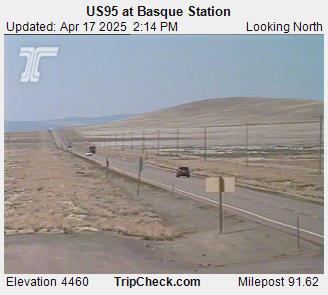 US95 at Basque Station
Updated: Apr 17 2025 2:14 PM Looking North
Elevation 4460 TripCheck.com Milepost 91.62